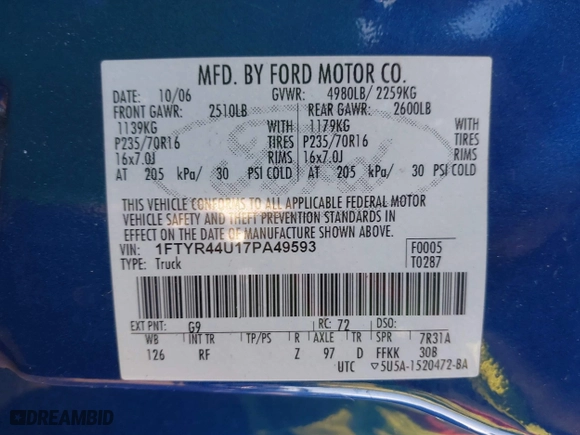 MFD. BY FORD MOTOR CO.
DATE: 10/06 GVWR: 4980LB/ 2259KG
FRONT GAWR: 2510LB REAR GAWR: 2600LB
1139KG WITH 1179KG WITH
P235/70R16 TIRES P235/70R16 TIRES
16x7.0J RIMS 16x7.0J RIMS
AT 205 kPa/ 30 PSI COLD AT 205 kPa/ 30 PSI COLD
THIS VEHICLE CONFORMS TO ALL APPLICABLE FEDERAL MOTOR
VEHICLE SAFETY AND THEFT PREVENTION STANDARDS IN
EFFECT ON THE DATE OF MANUFACTURE SHOWN ABOVE.
VIN: 1FTYR44U17PA49593 F0005
TYPE: Truck T0287
EXT PNT: G9 RC: 72 DSO:
WB INT TR TP/PS R AXLE TR SPR 7R31A
126 RF Z 97 D FFKK 30B
UTC ▽5U5A-1520472-BA
Ford
DREAMBID